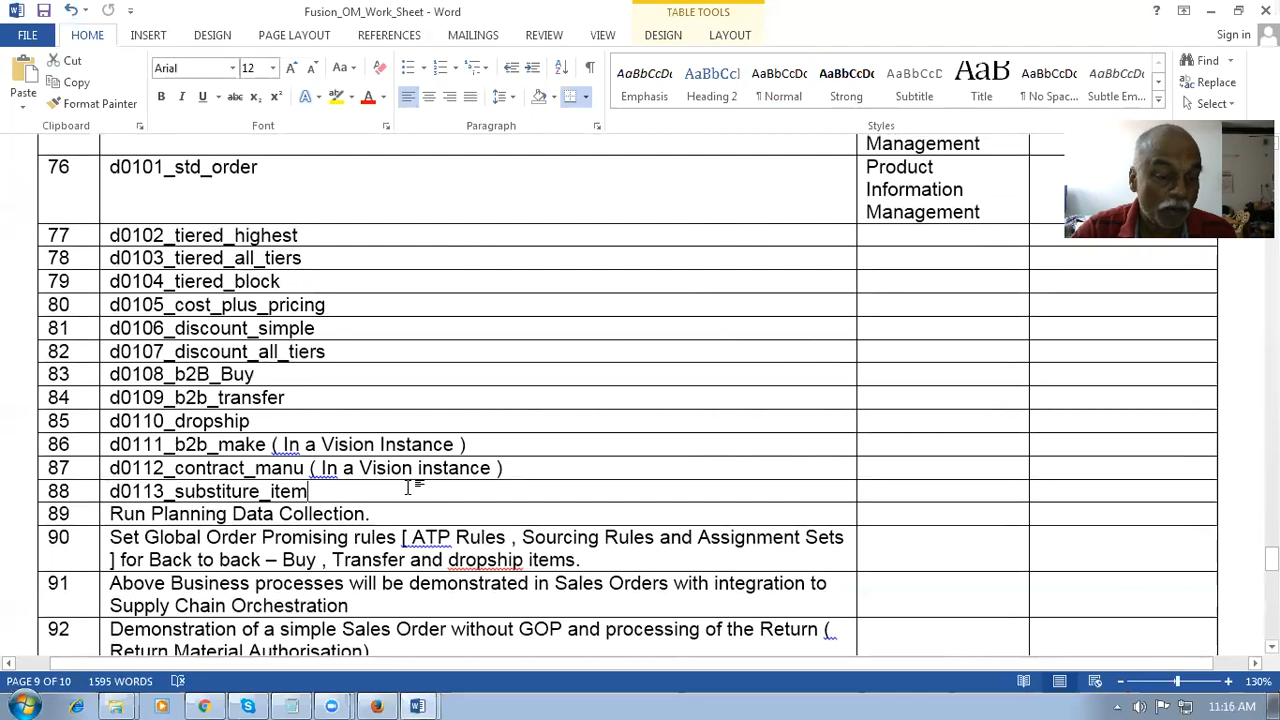 Fusion_OM_Work_Sheet - Word
TABLE TOOLS
FILE HOME INSERT DESIGN PAGE LAYOUT REFERENCES MAILINGS REVIEW VIEW DESIGN LAYOUT Sign in
Paste Cut Copy Format Painter
Clipboard
Arial 12
Font
Paragraph
AaBbCcDc AaBbCcI AaBbCcDc AaBbCcDc AaBbCcDc AaB AaBbCcDc AaBbCcDc
Emphasis Heading 2 ¶ Normal Strong Subtitle Title ¶ No Spac... Subtle Em...
Styles
Find
Replace
Select
Management
76 d0101_std_order Product
Information
Management
77 d0102_tiered_highest
78 d0103_tiered_all_tiers
79 d0104_tiered_block
80 d0105_cost_plus_pricing
81 d0106_discount_simple
82 d0107_discount_all_tiers
83 d0108_b2B_Buy
84 d0109_b2b_transfer
85 d0110_dropship
86 d0111_b2b_make ( In a Vision Instance )
87 d0112_contract_manu ( In a Vision instance )
88 d0113_substiture_item
89 Run Planning Data Collection.
90 Set Global Order Promising rules [ ATP Rules , Sourcing Rules and Assignment Sets
] for Back to back – Buy , Transfer and dropship items.
91 Above Business processes will be demonstrated in Sales Orders with integration to
Supply Chain Orchestration
92 Demonstration of a simple Sales Order without GOP and processing of the Return (
Return Material Authorisation)
PAGE 9 OF 10 1595 WORDS 130%
11:16 AM